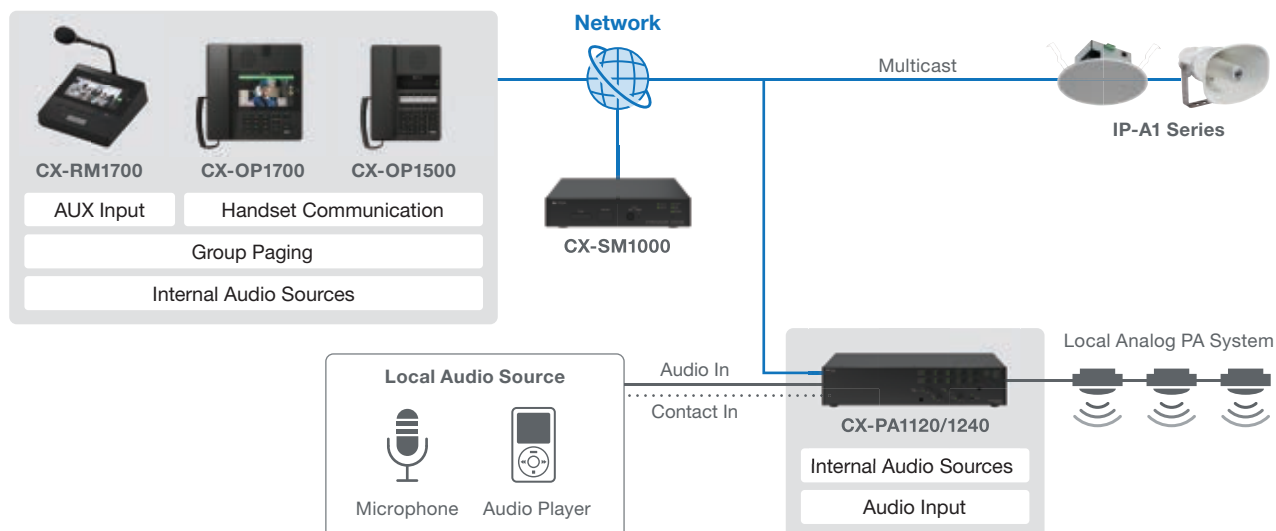 Network
Multicast
IP-A1 Series
CX-RM1700
CX-OP1700
CX-OP1500
AUX Input
Handset Communication
Group Paging
Internal Audio Sources
CX-SM1000
Local Audio Source
Microphone
Audio Player
Audio In
Contact In
Local Analog PA System
CX-PA1120/1240
Internal Audio Sources
Audio Input